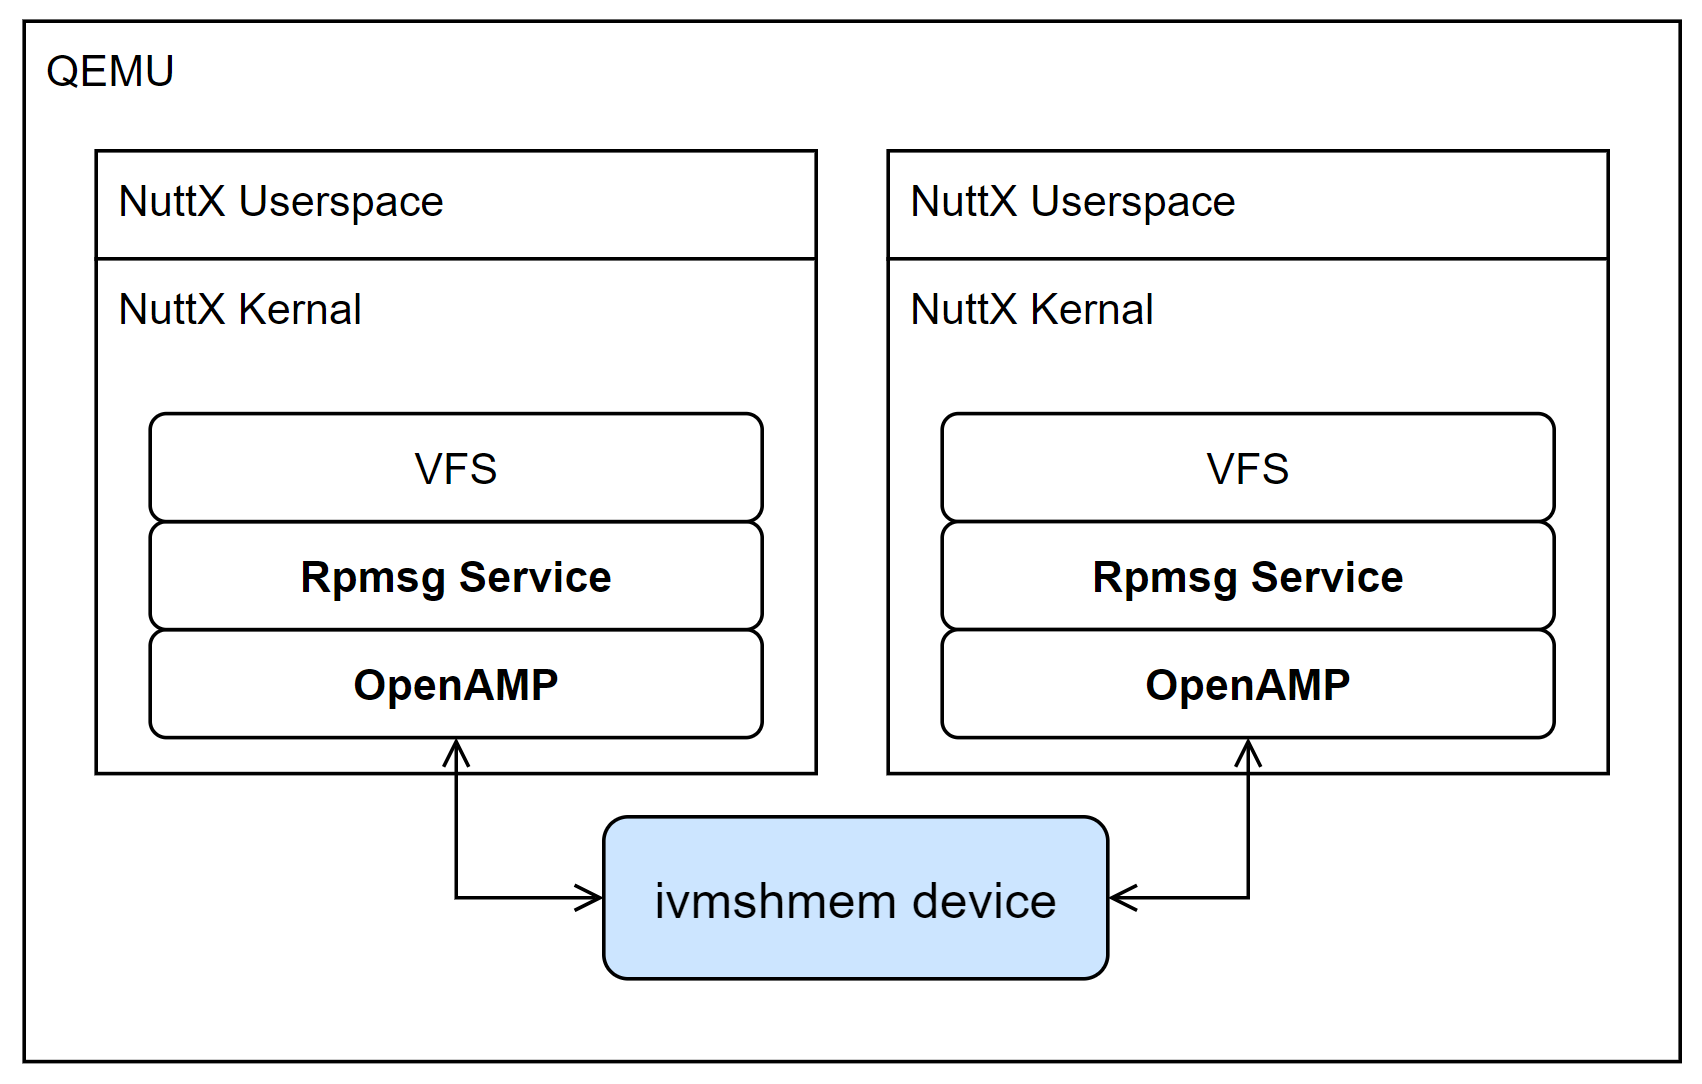 QEMU
NuttX Userspace
NuttX Kernal
VFS
Rpmsg Service
OpenAMP
NuttX Userspace
NuttX Kernal
VFS
Rpmsg Service
OpenAMP
ivmshmem device